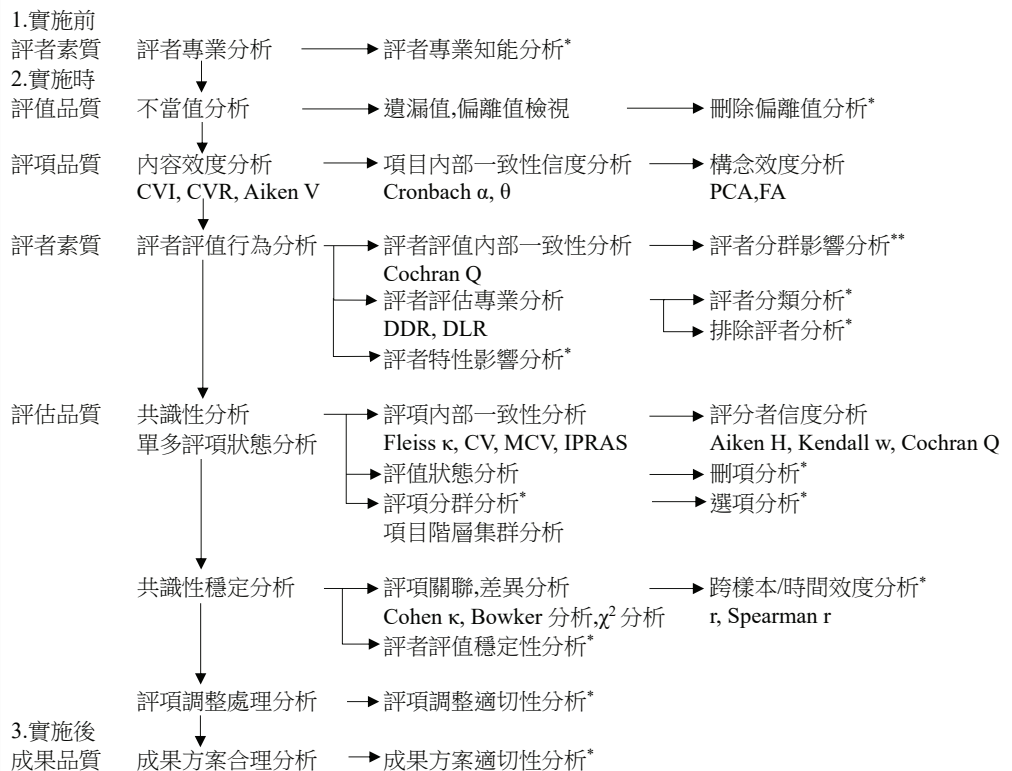 1.實施前
評者素質 評者專業分析 評者專業知能分析*
2.實施時
評值品質 不當值分析 遺漏值,偏離值檢視 刪除偏離值分析*
評項品質 內容效度分析 項目內部一致性信度分析 構念效度分析
CVI, CVR, Aiken V Cronbach α, θ PCA,FA
評者素質 評者評值行為分析 評者評值內部一致性分析 評者分群影響分析**
Cochran Q
評者評估專業分析 評者分類分析*
DDR, DLR 排除評者分析*
評者特性影響分析*
評估品質 共識性分析 評項內部一致性分析 評分者信度分析
單多評項狀態分析 Fleiss κ, CV, MCV, IPRAS Aiken H, Kendall w, Cochran Q
評值狀態分析 刪項分析*
評項分群分析* 選項分析*
項目階層集群分析
共識性穩定分析 評項關聯,差異分析 跨樣本/時間效度分析*
Cohen κ, Bowker 分析,χ² 分析 r, Spearman r
評者評值穩定性分析*
評項調整處理分析 評項調整適切性分析*
3.實施後
成果品質 成果方案合理分析 成果方案適切性分析*